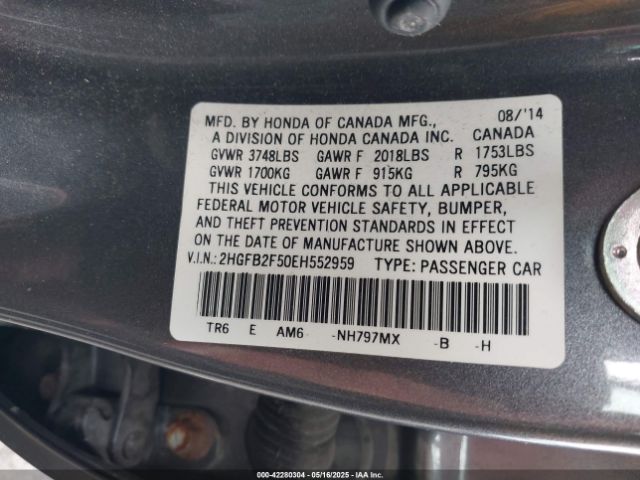 MFD. BY HONDA OF CANADA MFG., 08/'14
A DIVISION OF HONDA CANADA INC. CANADA
GVWR 3748LBS GAWR F 2018LBS R 1753LBS
GVWR 1700KG GAWR F 915KG R 795KG
THIS VEHICLE CONFORMS TO ALL APPLICABLE
FEDERAL MOTOR VEHICLE SAFETY, BUMPER,
AND THEFT PREVENTION STANDARDS IN EFFECT
ON THE DATE OF MANUFACTURE SHOWN ABOVE.
V.I.N.: 2HGFB2F50EH552959 TYPE: PASSENGER CAR
TR6 E AM6 -NH797MX -B -H
000-42280304 | 05/16/2025 | IAA Inc.